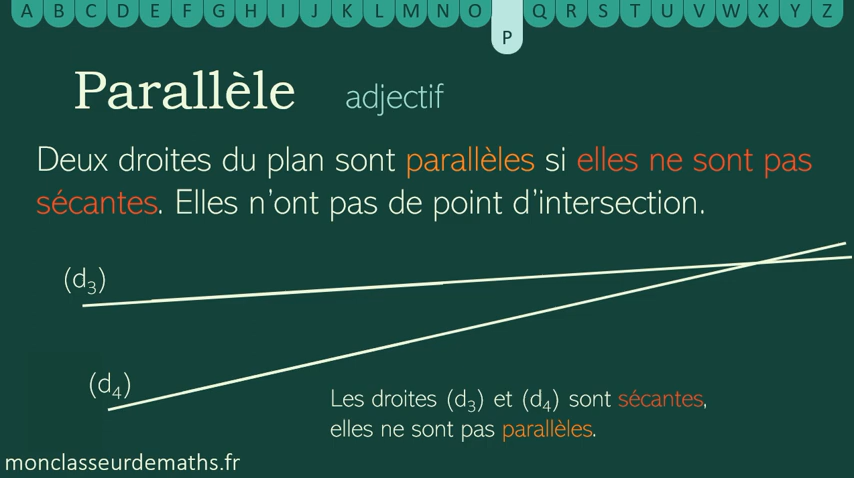 A B C D E F G H I J K L M N O P Q R S T U V W X Y Z
Parallèle adjectif
Deux droites du plan sont parallèles si elles ne sont pas
sécantes. Elles n'ont pas de point d'intersection.
(d₃)
(d₄)
Les droites (d₃) et (d₄) sont sécantes,
elles ne sont pas parallèles.
monclasseurdemaths.fr